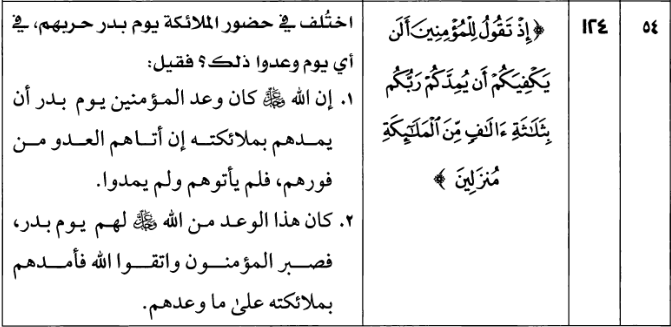 ٥٤
١٢٤
﴿ إِذْ تَقُولُ لِلْمُؤْمِنِينَ أَلَن
يَكْفِيَكُمْ أَن يُمِدَّكُمْ رَبُّكُم
بِثَلَـٰثَةِ ءَالَـٰفٍ مِّنَ الْمَلَـٰٓئِكَةِ
مُنزَلِينَ ﴾
اختُلف في حضور الملائكة يوم بدر حربهم، في
أي يوم وعدوا ذلك؟ فقيل:
١. إن الله ﷻ كان وعد المؤمنين يوم بدر أن
يمدهم بملائكته إن أتاهم العدو من
فورهم، فلم يأتوهم ولم يمدوا.
٢. كان هذا الوعد من الله ﷻ لهم يوم بدر،
فصبر المؤمنون واتقوا الله فأمدهم
بملائكته علىٰ ما وعدهم.